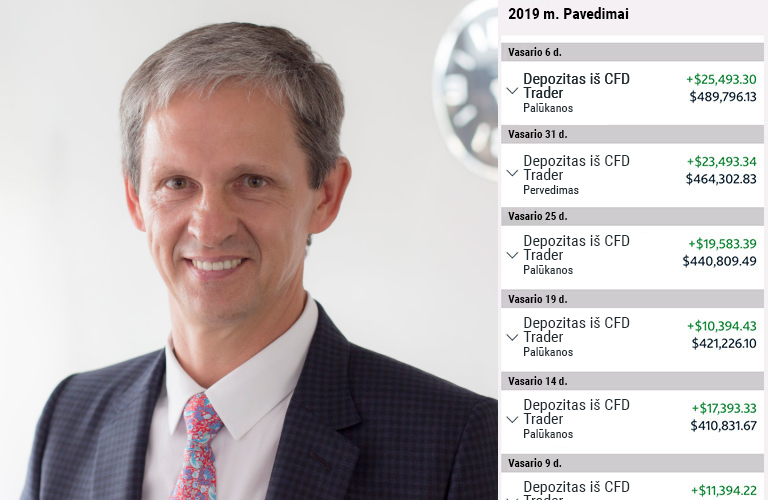 2019 m. Pavedimai
Vasario 6 d.
Depozitas iš CFD
Trader
Palūkanos
+$25,493.30
$489,796.13
Vasario 31 d.
Depozitas iš CFD
Trader
Pervedimas
+$23,493.34
$464,302.83
Vasario 25 d.
Depozitas iš CFD
Trader
Palūkanos
+$19,583.39
$440,809.49
Vasario 19 d.
Depozitas iš CFD
Trader
Palūkanos
+$10,394.43
$421,226.10
Vasario 14 d.
Depozitas iš CFD
Trader
Palūkanos
+$17,393.33
$410,831.67
Vasario 9 d.
Depozitas iš CFD
Trader
+$11,394.22